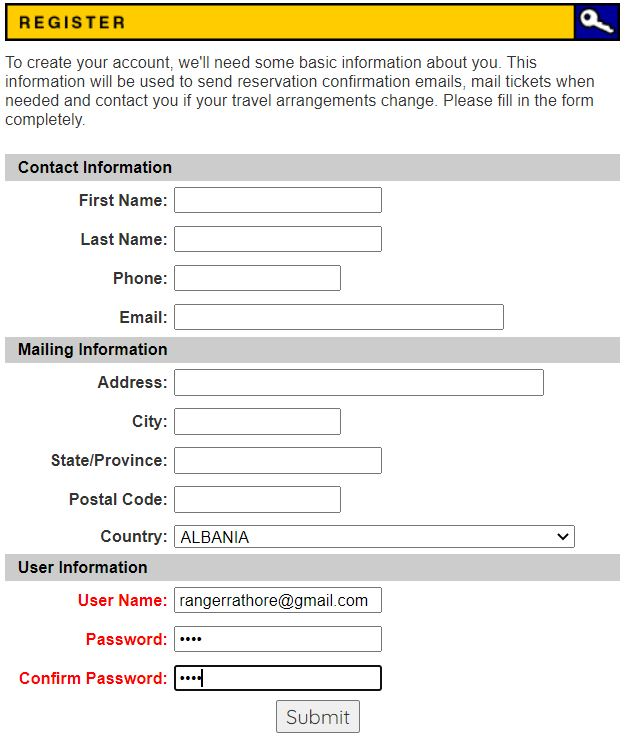 REGISTER
To create your account, we'll need some basic information about you. This
information will be used to send reservation confirmation emails, mail tickets when
needed and contact you if your travel arrangements change. Please fill in the form
completely.
Contact Information
First Name:
Last Name:
Phone:
Email:
Mailing Information
Address:
City:
State/Province:
Postal Code:
Country: ALBANIA
User Information
User Name: rangerrathore@gmail.com
Password: ••••
Confirm Password: ••••
Submit